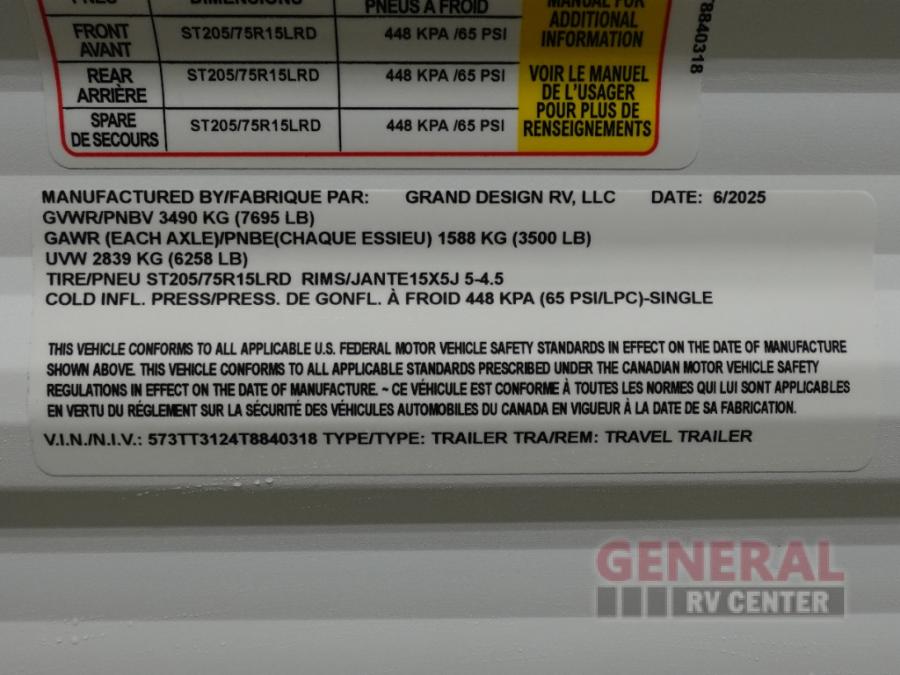 PNEUS À FROID
MANUAL FOR
ADDITIONAL
INFORMATION
FRONT
AVANT
ST205/75R15LRD
448 KPA /65 PSI
REAR
ARRIÈRE
ST205/75R15LRD
448 KPA /65 PSI
SPARE
DE SECOURS
ST205/75R15LRD
448 KPA /65 PSI
VOIR LE MANUEL
DE L'USAGER
POUR PLUS DE
RENSEIGNEMENTS
8840318
MANUFACTURED BY/FABRIQUE PAR: GRAND DESIGN RV, LLC DATE: 6/2025
GVWR/PNBV 3490 KG (7695 LB)
GAWR (EACH AXLE)/PNBE(CHAQUE ESSIEU) 1588 KG (3500 LB)
UVW 2839 KG (6258 LB)
TIRE/PNEU ST205/75R15LRD RIMS/JANTE15X5J 5-4.5
COLD INFL. PRESS/PRESS. DE GONFL. À FROID 448 KPA (65 PSI/LPC)-SINGLE
THIS VEHICLE CONFORMS TO ALL APPLICABLE U.S. FEDERAL MOTOR VEHICLE SAFETY STANDARDS IN EFFECT ON THE DATE OF MANUFACTURE
SHOWN ABOVE. THIS VEHICLE CONFORMS TO ALL APPLICABLE STANDARDS PRESCRIBED UNDER THE CANADIAN MOTOR VEHICLE SAFETY
REGULATIONS IN EFFECT ON THE DATE OF MANUFACTURE. ~ CE VÉHICULE EST CONFORME À TOUTES LES NORMES QUI LUI SONT APPLICABLES
EN VERTU DU RÉGLEMENT SUR LA SÉCURITÉ DES VÉHICULES AUTOMOBILES DU CANADA EN VIGUEUR À LA DATE DE SA FABRICATION.
V.I.N./N.I.V.: 573TT3124T8840318 TYPE/TYPE: TRAILER TRA/REM: TRAVEL TRAILER
GENERAL
RV CENTER